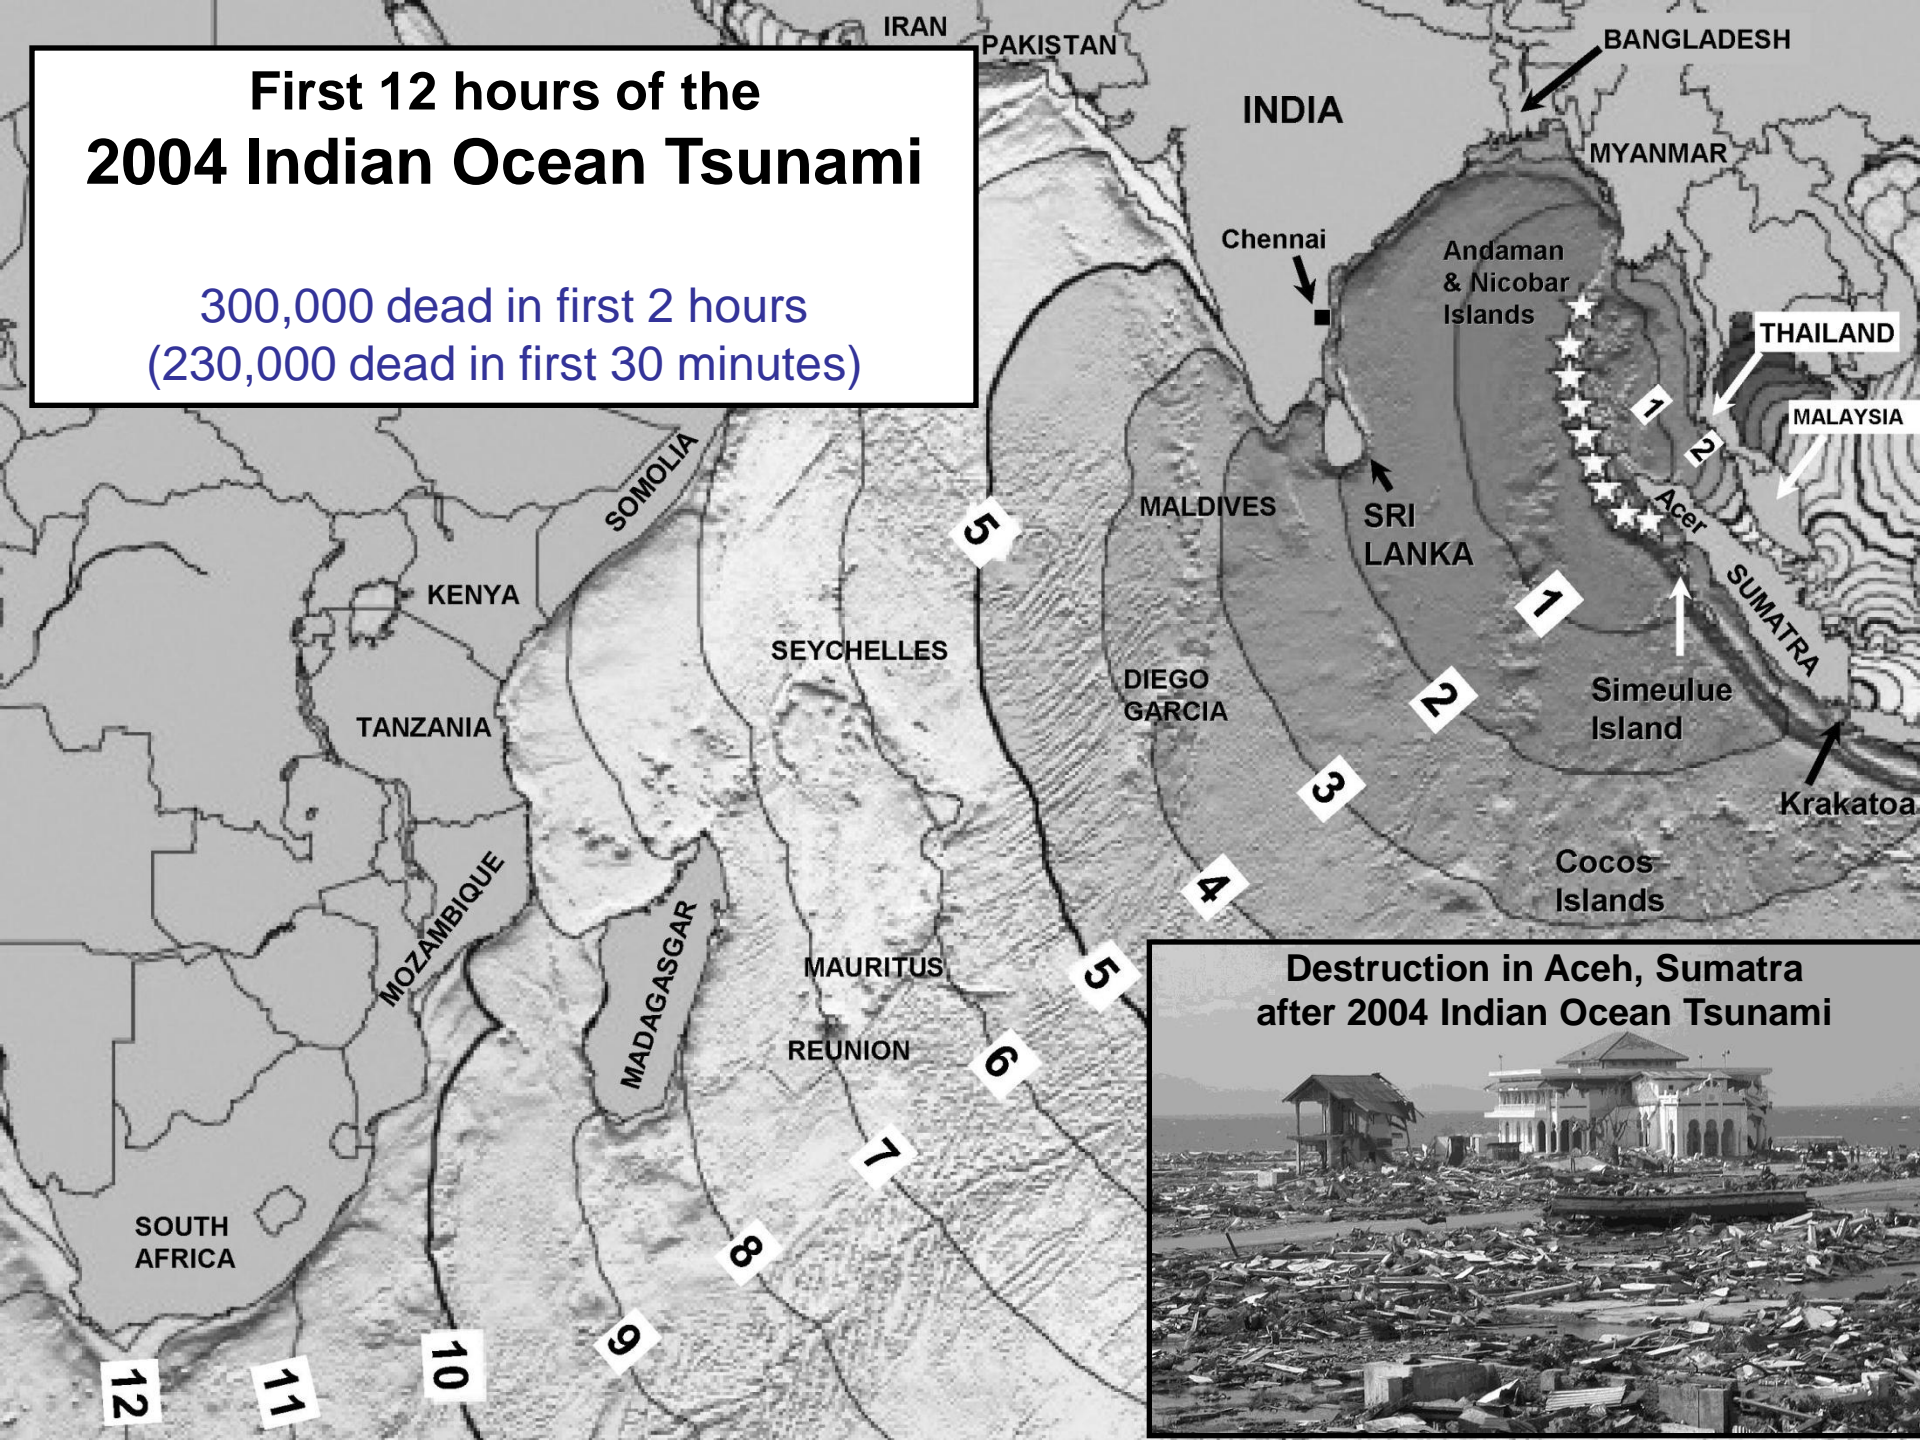 First 12 hours of the
2004 Indian Ocean Tsunami
300,000 dead in first 2 hours
(230,000 dead in first 30 minutes)
IRAN
PAKISTAN
INDIA
BANGLADESH
MYANMAR
Chennai
Andaman
& Nicobar
Islands
THAILAND
MALAYSIA
1
2
Acer
SOMOLIA
MALDIVES
SRI
LANKA
5
KENYA
1
SUMATRA
SEYCHELLES
DIEGO
GARCIA
2
Simeulue
Island
TANZANIA
3
Krakatoa
4
Cocos
Islands
MOZAMBIQUE
MADAGASGAR
MAURITUS
5
REUNION
6
7
SOUTH
AFRICA
8
9
10
11
12
Destruction in Aceh, Sumatra
after 2004 Indian Ocean Tsunami